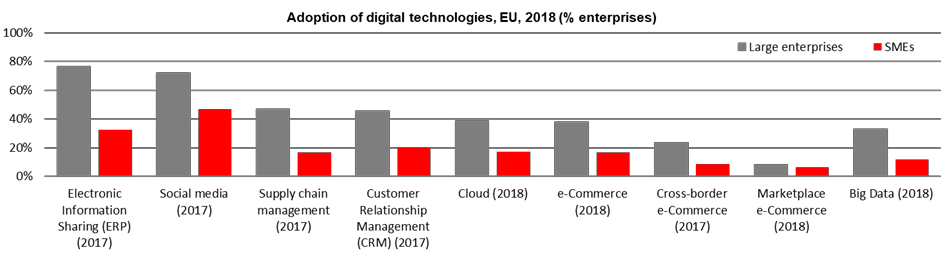 Adoption of digital technologies, EU, 2018 (% enterprises)
100%
Large enterprises SMEs
80%
60%
40%
20%
0%
Electronic
Information
Sharing (ERP)
(2017)
Social media
(2017)
Supply chain
management
(2017)
Customer
Relationship
Management
(CRM) (2017)
Cloud (2018)
e-Commerce
(2018)
Cross-border
e-Commerce
(2017)
Marketplace
e-Commerce
(2018)
Big Data (2018)